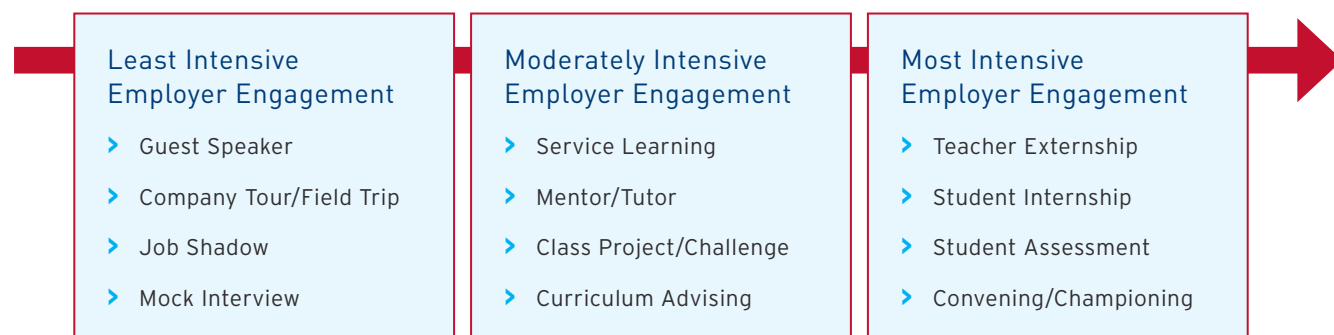 Least Intensive
Employer Engagement
> Guest Speaker
> Company Tour/Field Trip
> Job Shadow
> Mock Interview
Moderately Intensive
Employer Engagement
> Service Learning
> Mentor/Tutor
> Class Project/Challenge
> Curriculum Advising
Most Intensive
Employer Engagement
> Teacher Externship
> Student Internship
> Student Assessment
> Convening/Championing